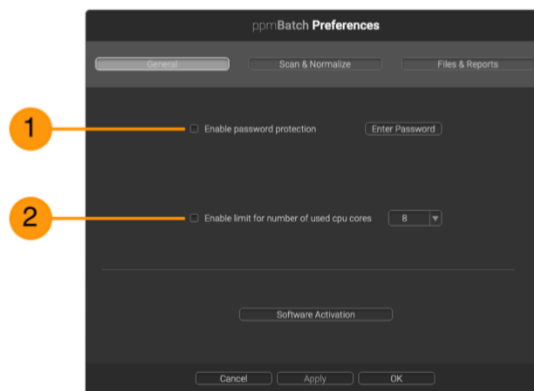 ppmBatch Preferences
General Scan & Normalize Files & Reports
1 Enable password protection Enter Password
2 Enable limit for number of used cpu cores 8
Software Activation
Cancel Apply OK